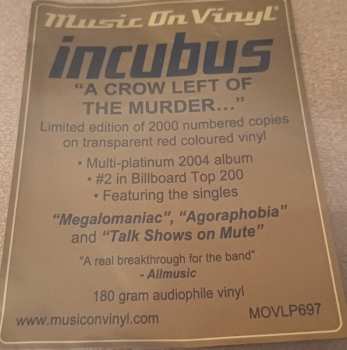 Music On Vinyl®
incubus
"A CROW LEFT OF
THE MURDER..."
Limited edition of 2000 numbered copies
on transparent red coloured vinyl
• Multi-platinum 2004 album
• #2 in Billboard Top 200
• Featuring the singles
"Megalomaniac", "Agoraphobia"
and "Talk Shows on Mute"
"A real breakthrough for the band"
- Allmusic
180 gram audiophile vinyl
www.musiconvinyl.com MOVLP697